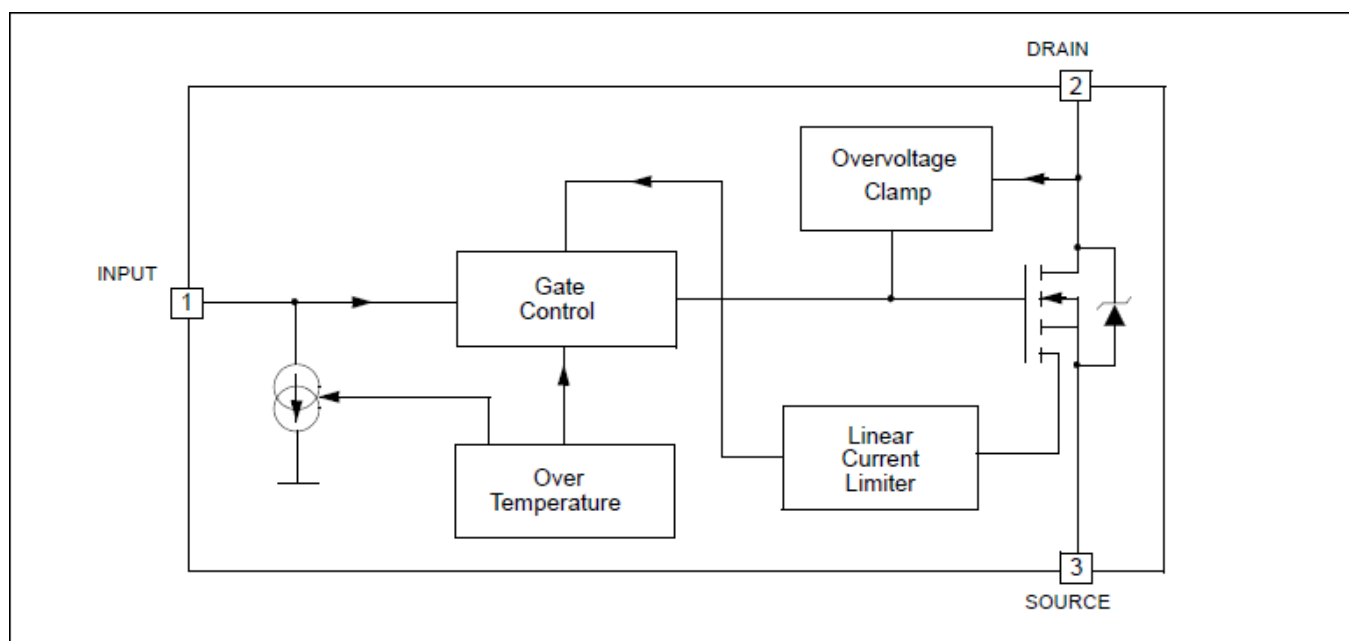 DRAIN
2
Overvoltage
Clamp
INPUT
1
Gate
Control
Linear
Current
Limiter
Over
Temperature
3
SOURCE